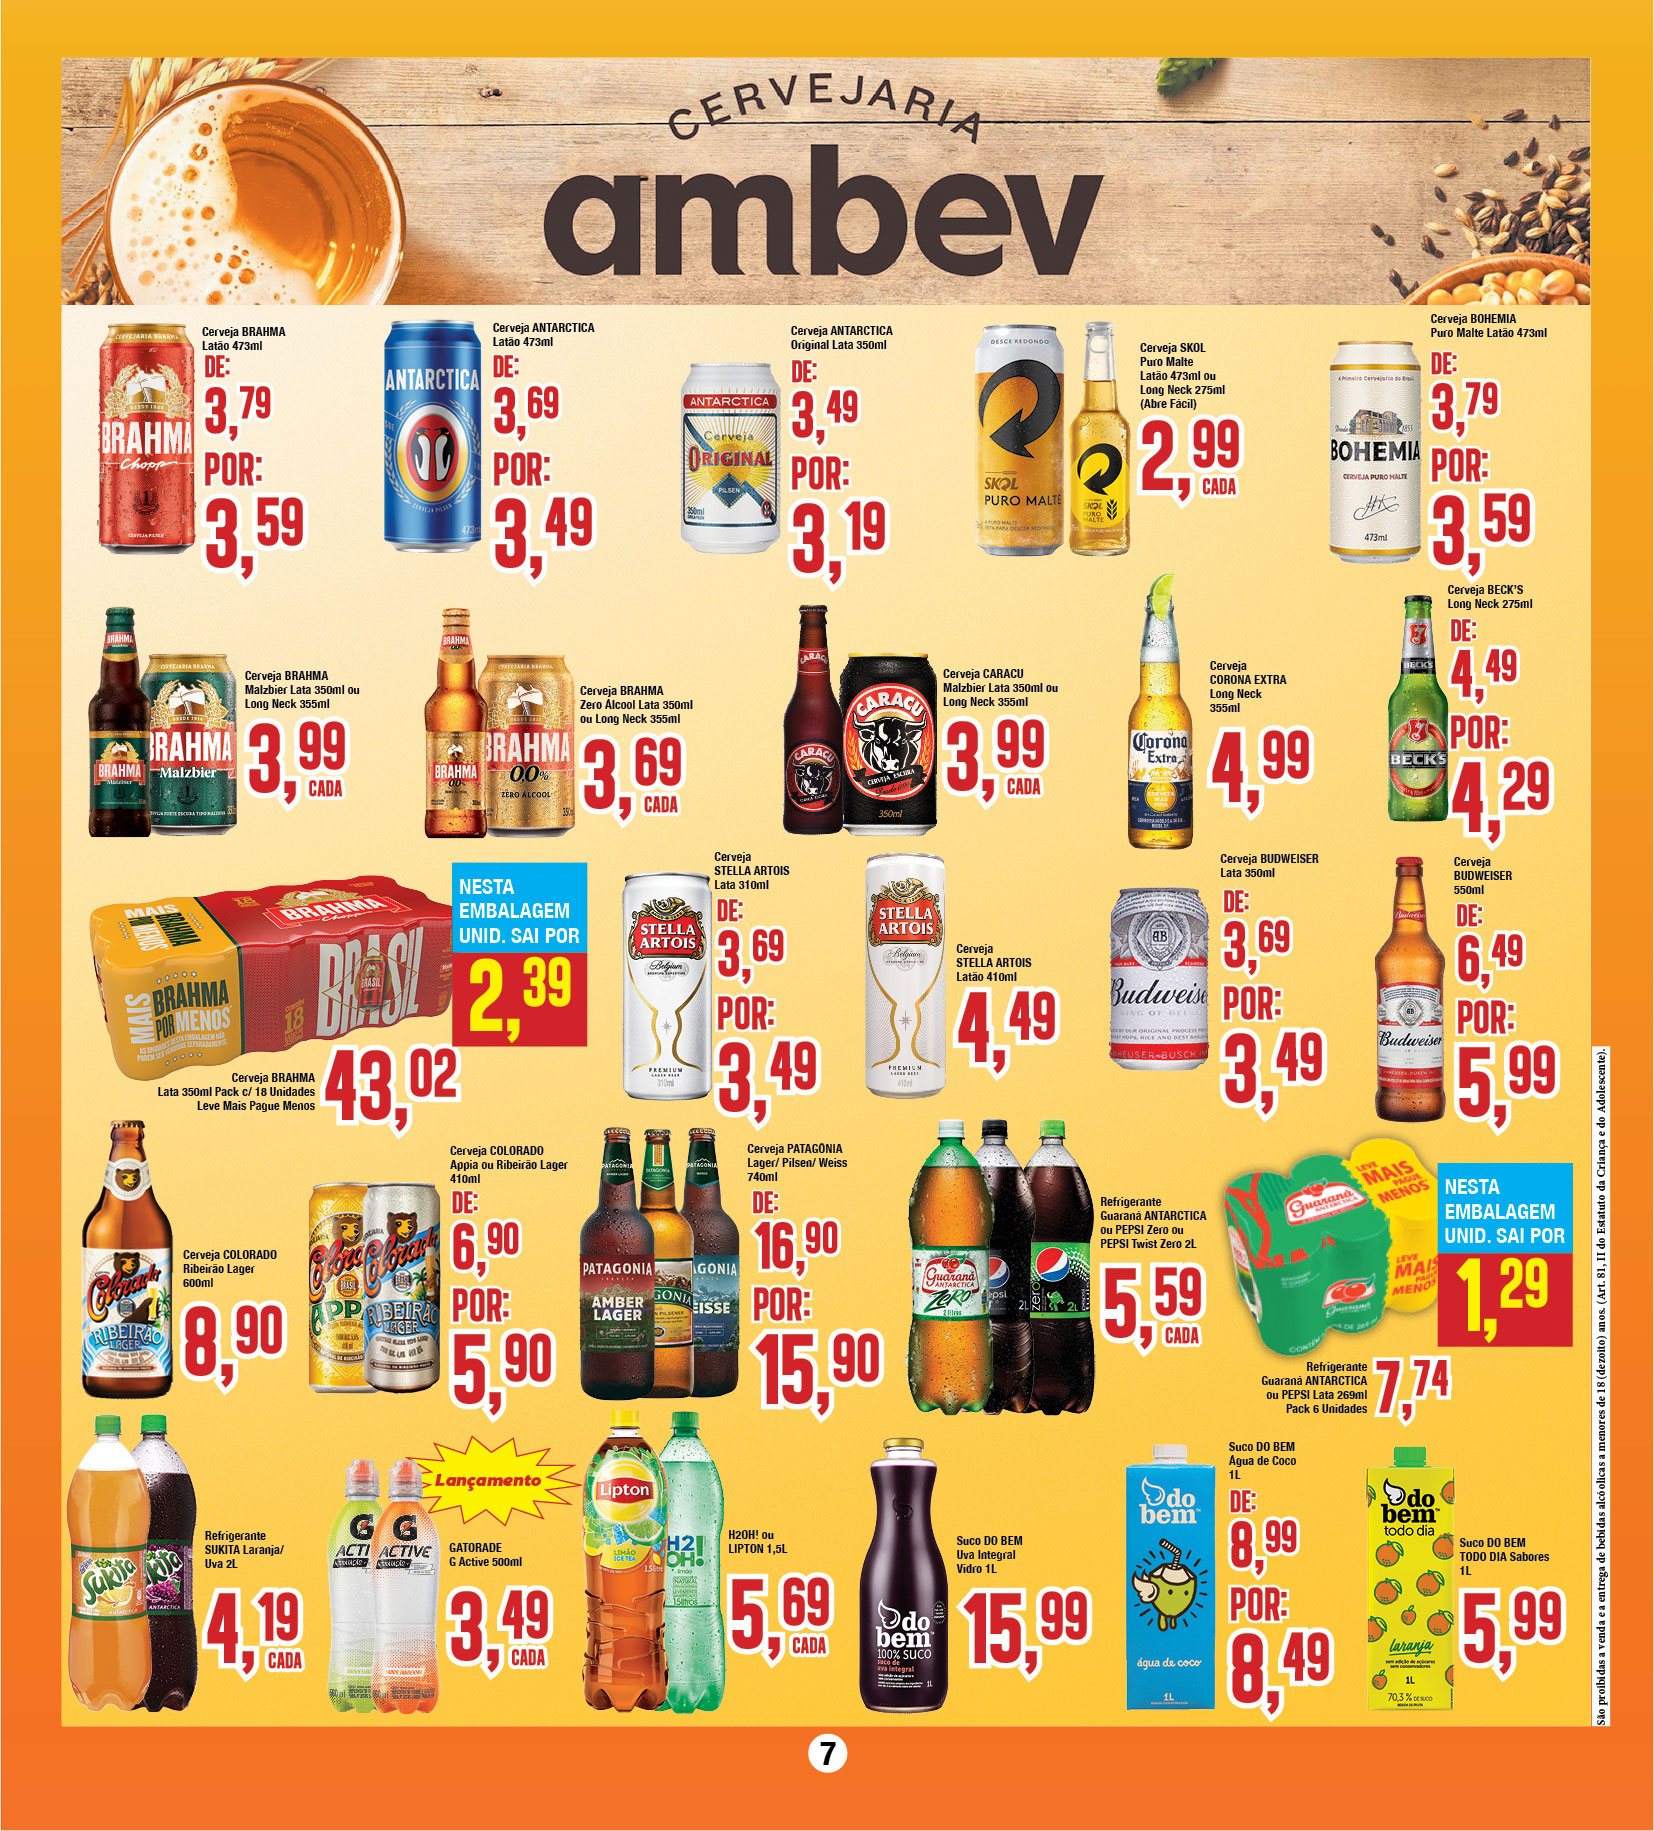 CERVEJARIA
ambev
Cerveja BRAHMA
Latão 473ml
DE:
3,79
POR:
3,59
Cerveja ANTARCTICA
Latão 473ml
DE:
3,69
POR:
3,49
Cerveja ANTARCTICA
Original Lata 350ml
DE:
3,49
POR:
3,19
Cerveja SKOL
Puro Malte
Latão 473ml ou
Long Neck 275ml
(Abre Fácil)
2,99
CADA
Cerveja BOHEMIA
Puro Malte Latão 473ml
DE:
3,79
POR:
3,59
Cerveja BRAHMA
Malzbier Lata 350ml ou
Long Neck 355ml
3,99
CADA
Cerveja BRAHMA
Zero Álcool Lata 350ml
ou Long Neck 355ml
3,69
CADA
Cerveja CARACU
Malzbier Lata 350ml ou
Long Neck 355ml
3,99
CADA
Cerveja
CORONA EXTRA
Long Neck
355ml
4,99
Cerveja BECK'S
Long Neck 275ml
DE:
4,49
POR:
4,29
NESTA
EMBALAGEM
UNID. SAI POR
2,39
Cerveja BRAHMA
Lata 350ml Pack c/ 18 Unidades
Leve Mais Pague Menos
43,02
Cerveja
STELLA ARTOIS
Lata 310ml
DE:
3,69
POR:
3,49
Cerveja
STELLA ARTOIS
Latão 410ml
4,49
Cerveja BUDWEISER
Lata 350ml
DE:
3,69
POR:
3,49
Cerveja
BUDWEISER
550ml
DE:
6,49
POR:
5,99
Cerveja COLORADO
Ribeirão Lager
600ml
8,90
Cerveja COLORADO
Appia ou Ribeirão Lager
410ml
DE:
6,90
POR:
5,90
Cerveja PATAGÔNIA
Lager/ Pilsen/ Weiss
740ml
DE:
16,90
POR:
15,90
Refrigerante
Guaraná ANTARCTICA
ou PEPSI Zero ou
PEPSI Twist Zero 2L
5,59
CADA
NESTA
EMBALAGEM
UNID. SAI POR
1,29
Refrigerante
Guaraná ANTARCTICA
ou PEPSI Lata 269ml
Pack 6 Unidades
7,74
Refrigerante
SUKITA Laranja/
Uva 2L
4,19
CADA
Lançamento
GATORADE
G Active 500ml
3,49
CADA
H2OH! ou
LIPTON 1,5L
5,69
CADA
Suco DO BEM
Uva Integral
Vidro 1L
15,99
Suco DO BEM
Água de Coco
1L
DE:
8,99
POR:
8,49
Suco DO BEM
TODO DIA Sabores
1L
5,99
São proibidas a venda e a entrega de bebidas alcoólicas a menores de 18 (dezoito) anos. (Art. 81, II do Estatuto da Criança e do Adolescente).
7